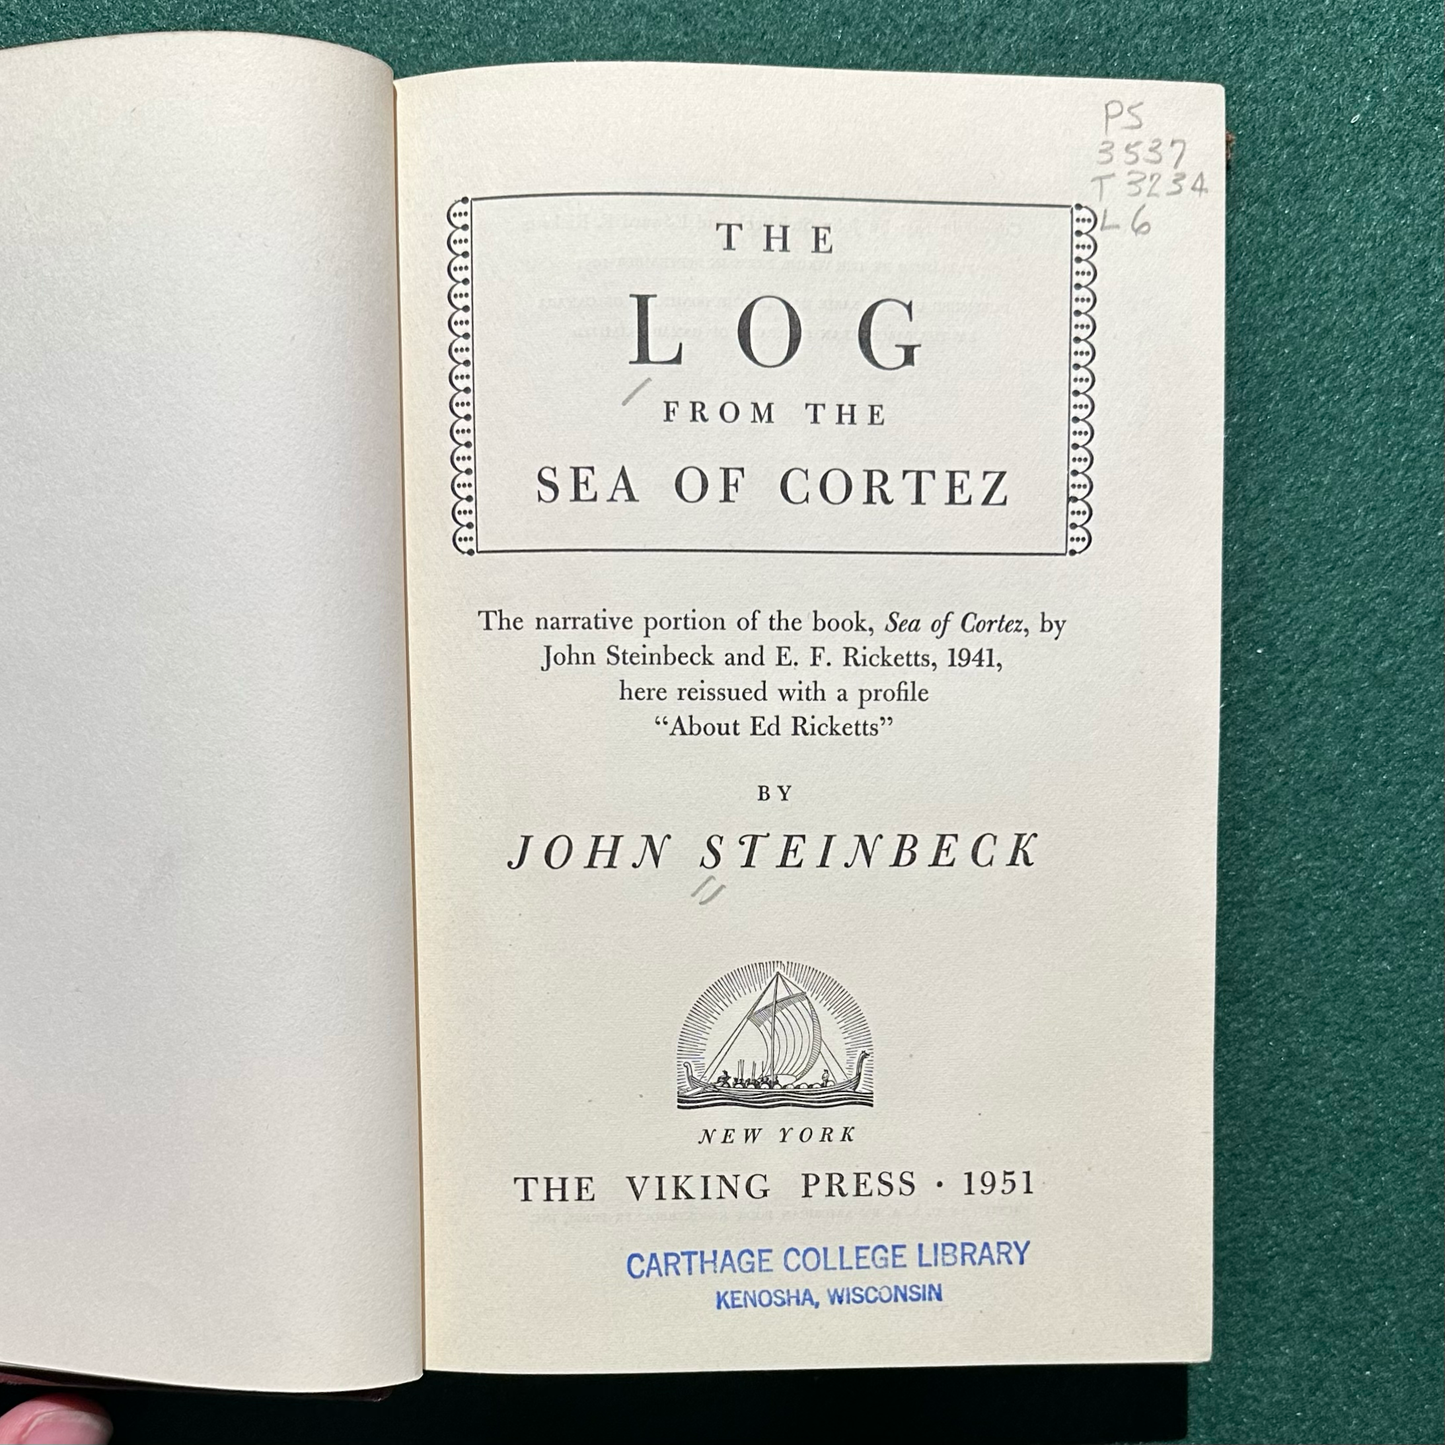 PS
3537
T 3234
L6
THE
LOG
FROM THE
SEA OF CORTEZ
The narrative portion of the book, Sea of Cortez, by
John Steinbeck and E. F. Ricketts, 1941,
here reissued with a profile
“About Ed Ricketts”
BY
JOHN STEINBECK
NEW YORK
THE VIKING PRESS · 1951
CARTHAGE COLLEGE LIBRARY
KENOSHA, WISCONSIN